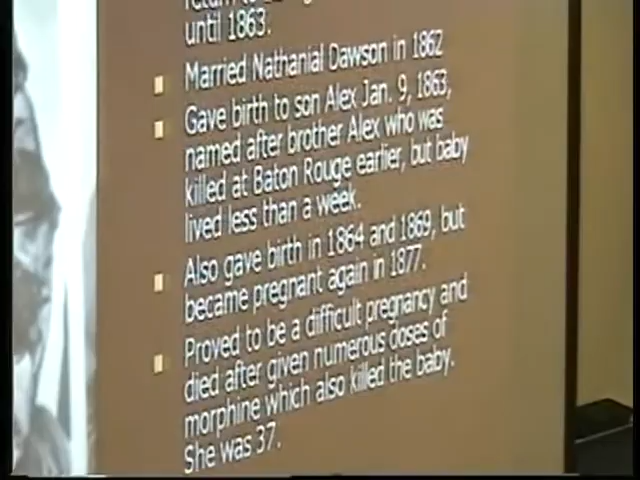 until 1863.
Married Nathanial Dawson in 1862
Gave birth to son Alex Jan. 9, 1863,
named after brother Alex who was
killed at Baton Rouge earlier, but baby
lived less than a week.
Also gave birth in 1864 and 1869, but
became pregnant again in 1877.
Proved to be a difficult pregnancy and
died after given numerous doses of
morphine which also killed the baby.
She was 37.